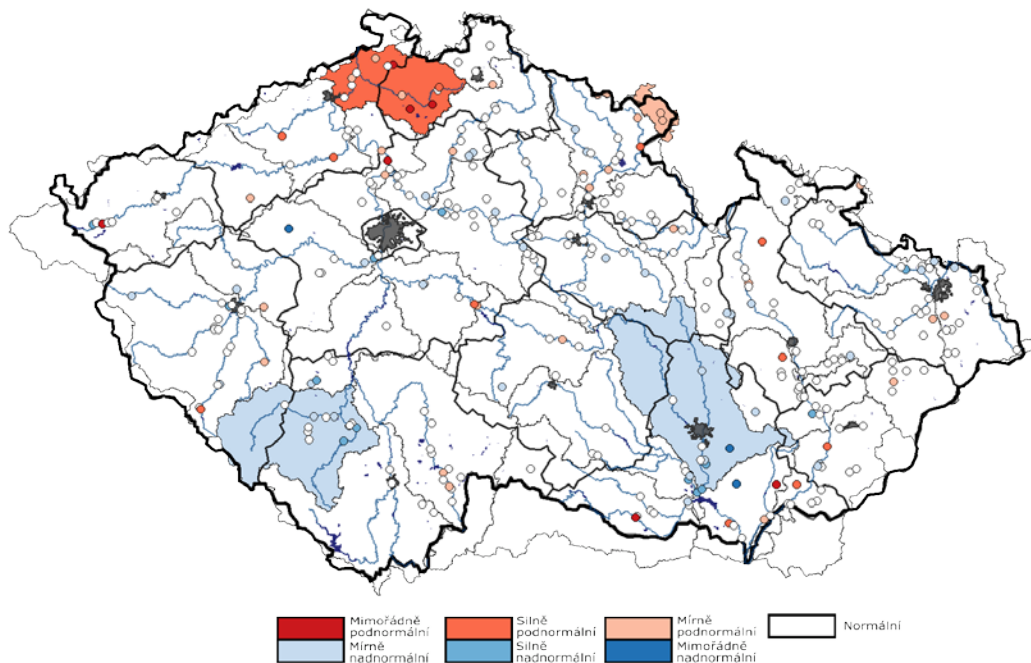 Mimořádně
podnormální
Silně
podnormální
Mírně
podnormální
Normální
Mírně
nadnormální
Silně
nadnormální
Mimořádně
nadnormální